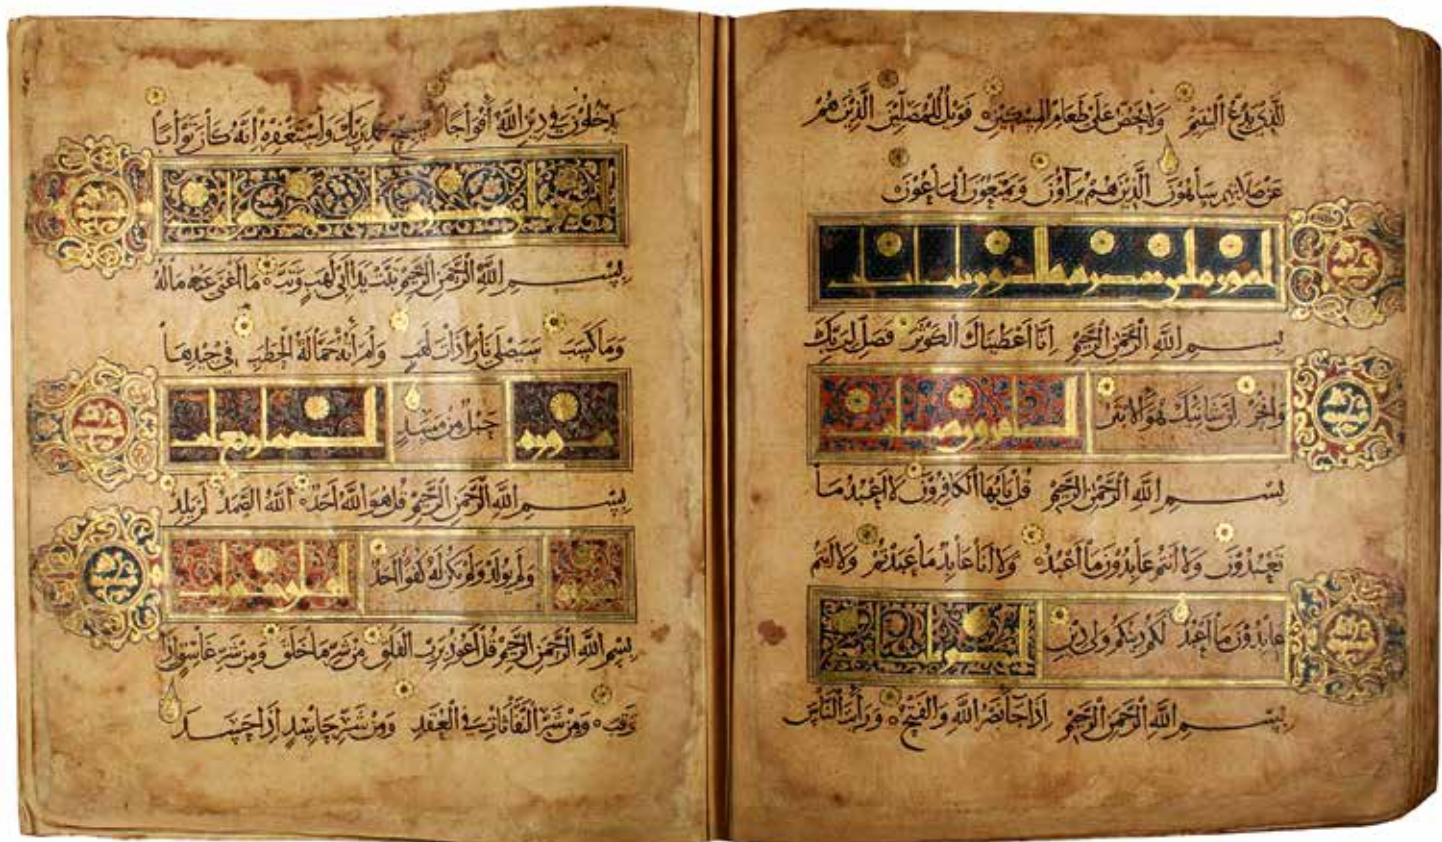 الذي يدع اليتيم ولا يحض على طعام المسكين فويل للمصلين الذين هم
عن صلاتهم ساهون الذين هم يرآؤن ويمنعون الماعون
بسم الله الرحمن الرحيم انا اعطيناك الكوثر فصل لربك
وانحر ان شانئك هو الابتر
بسم الله الرحمن الرحيم قل يايها الكافرون لا اعبد ما
تعبدون ولا انتم عابدون ما اعبد ولا انا عابد ما عبدتم ولا انتم
عابدون ما اعبد لكم دينكم ولي دين
بسم الله الرحمن الرحيم اذا جآء نصر الله والفتح ورايت الناس
يدخلون في دين الله افواجا فسبح بحمد ربك واستغفره انه كان توابا
بسم الله الرحمن الرحيم تبت يدا ابي لهب وتب ما اغنى عنه ماله
وما كسب سيصلى نارا ذات لهب وامراته حمالة الحطب في جيدها
سورة حبل من مسد
بسم الله الرحمن الرحيم قل هو الله احد الله الصمد لم يلد
ولم يولد ولم يكن له كفوا احد
بسم الله الرحمن الرحيم قل اعوذ برب الفلق من شر ما خلق ومن شر غاسق اذا
وقب ومن شر النفاثات في العقد ومن شر حاسد اذا حسد